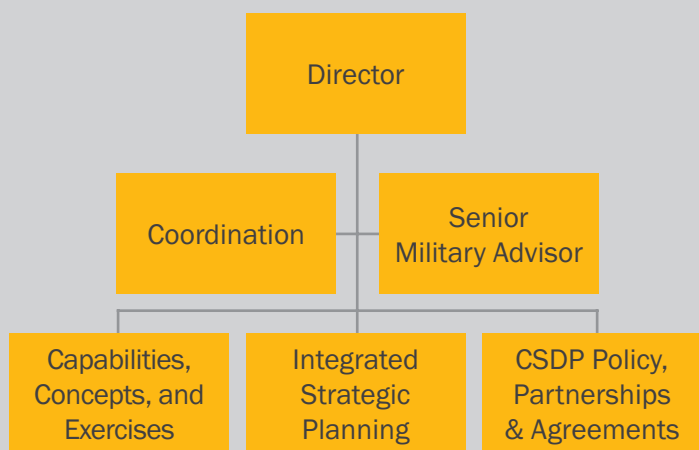 Director
Coordination
Senior
Military Advisor
Capabilities,
Concepts, and
Exercises
Integrated
Strategic
Planning
CSDP Policy,
Partnerships
& Agreements